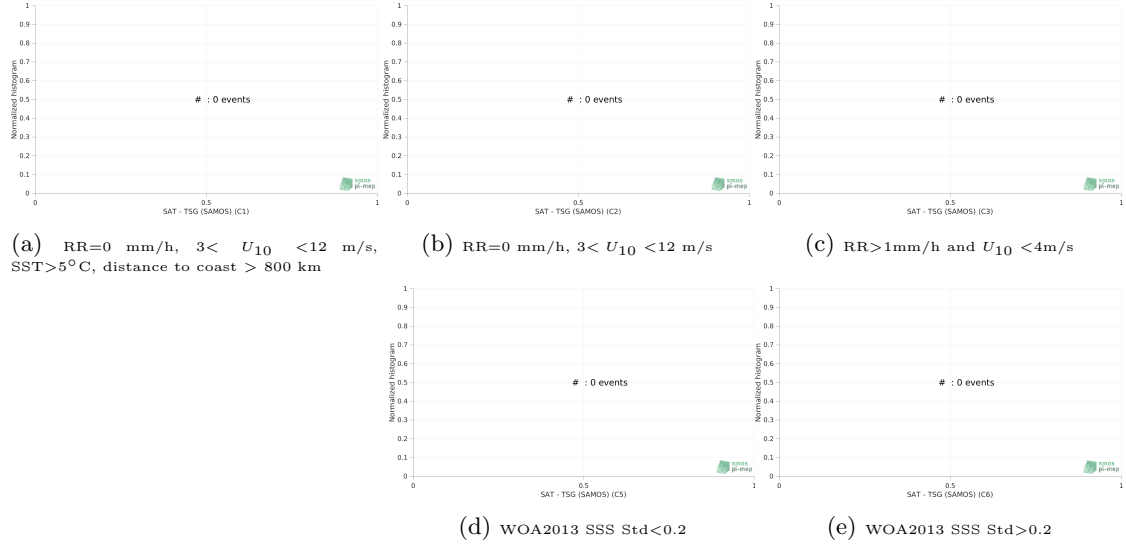 1
0.9
0.8
0.7
0.6
0.5
0.4
0.3
0.2
0.1
0
Normalized histogram
# : 0 events
smos
pi-mep
0
0.5
1
SAT - TSG (SAMOS) (C1)
1
0.9
0.8
0.7
0.6
0.5
0.4
0.3
0.2
0.1
0
Normalized histogram
# : 0 events
smos
pi-mep
0
0.5
1
SAT - TSG (SAMOS) (C2)
1
0.9
0.8
0.7
0.6
0.5
0.4
0.3
0.2
0.1
0
Normalized histogram
# : 0 events
smos
pi-mep
0
0.5
1
SAT - TSG (SAMOS) (C3)
(a) RR=0 mm/h, 3< U10 <12 m/s,
SST>5°C, distance to coast > 800 km
(b) RR=0 mm/h, 3< U10 <12 m/s
(c) RR>1mm/h and U10 <4m/s
1
0.9
0.8
0.7
0.6
0.5
0.4
0.3
0.2
0.1
0
Normalized histogram
# : 0 events
smos
pi-mep
0
0.5
1
SAT - TSG (SAMOS) (C5)
1
0.9
0.8
0.7
0.6
0.5
0.4
0.3
0.2
0.1
0
Normalized histogram
# : 0 events
smos
pi-mep
0
0.5
1
SAT - TSG (SAMOS) (C6)
(d) WOA2013 SSS Std<0.2
(e) WOA2013 SSS Std>0.2